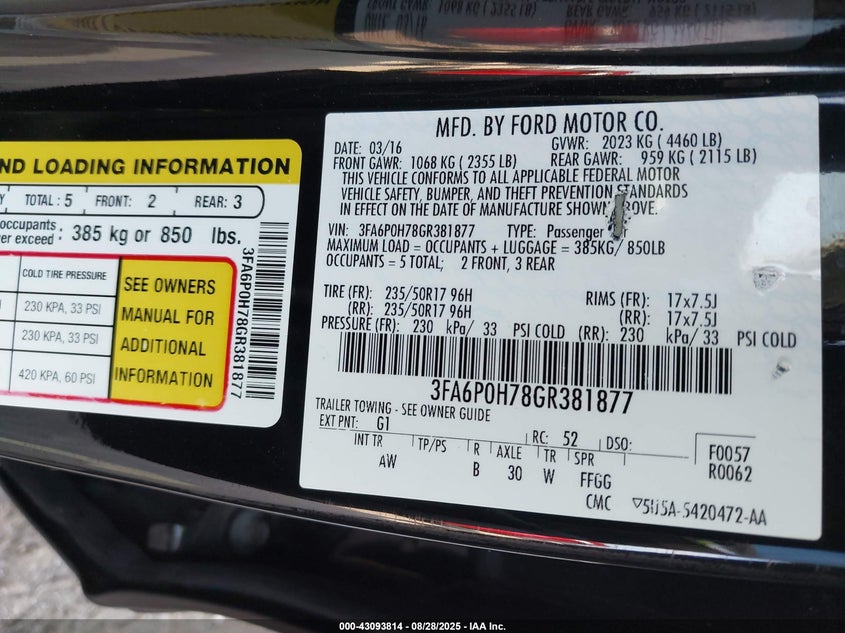 MFD. BY FORD MOTOR CO.
DATE: 03/16 GVWR: 2023 KG ( 4460 LB)
FRONT GAWR: 1068 KG ( 2355 LB) REAR GAWR: 959 KG ( 2115 LB)
THIS VEHICLE CONFORMS TO ALL APPLICABLE FEDERAL MOTOR
VEHICLE SAFETY, BUMPER, AND THEFT PREVENTION STANDARDS
IN EFFECT ON THE DATE OF MANUFACTURE SHOWN ABOVE.
VIN: 3FA6P0H78GR381877 TYPE: Passenger
MAXIMUM LOAD = OCCUPANTS + LUGGAGE = 385KG/ 850LB
OCCUPANTS = 5 TOTAL; 2 FRONT, 3 REAR
TIRE (FR): 235/50R17 96H RIMS (FR): 17x7.5J
(RR): 235/50R17 96H (RR): 17x7.5J
PRESSURE (FR): 230 kPa/ 33 PSI COLD (RR): 230 kPa/ 33 PSI COLD
3FA6P0H78GR381877
TRAILER TOWING - SEE OWNER GUIDE
EXT PNT: G1 RC: 52 DSO:
INT TR TP/PS R AXLE TR SPR F0057
AW B 30 W FFGG R0062
CMC 5U5A-5420472-AA
ND LOADING INFORMATION
TOTAL : 5 FRONT: 2 REAR: 3
occupants:
er exceed : 385 kg or 850 lbs.
COLD TIRE PRESSURE
230 KPA, 33 PSI
230 KPA, 33 PSI
420 KPA, 60 PSI
SEE OWNERS
MANUAL FOR
ADDITIONAL
INFORMATION
3FA6P0H78GR381877
000-43093814 - 08/28/2025 - IAA Inc.